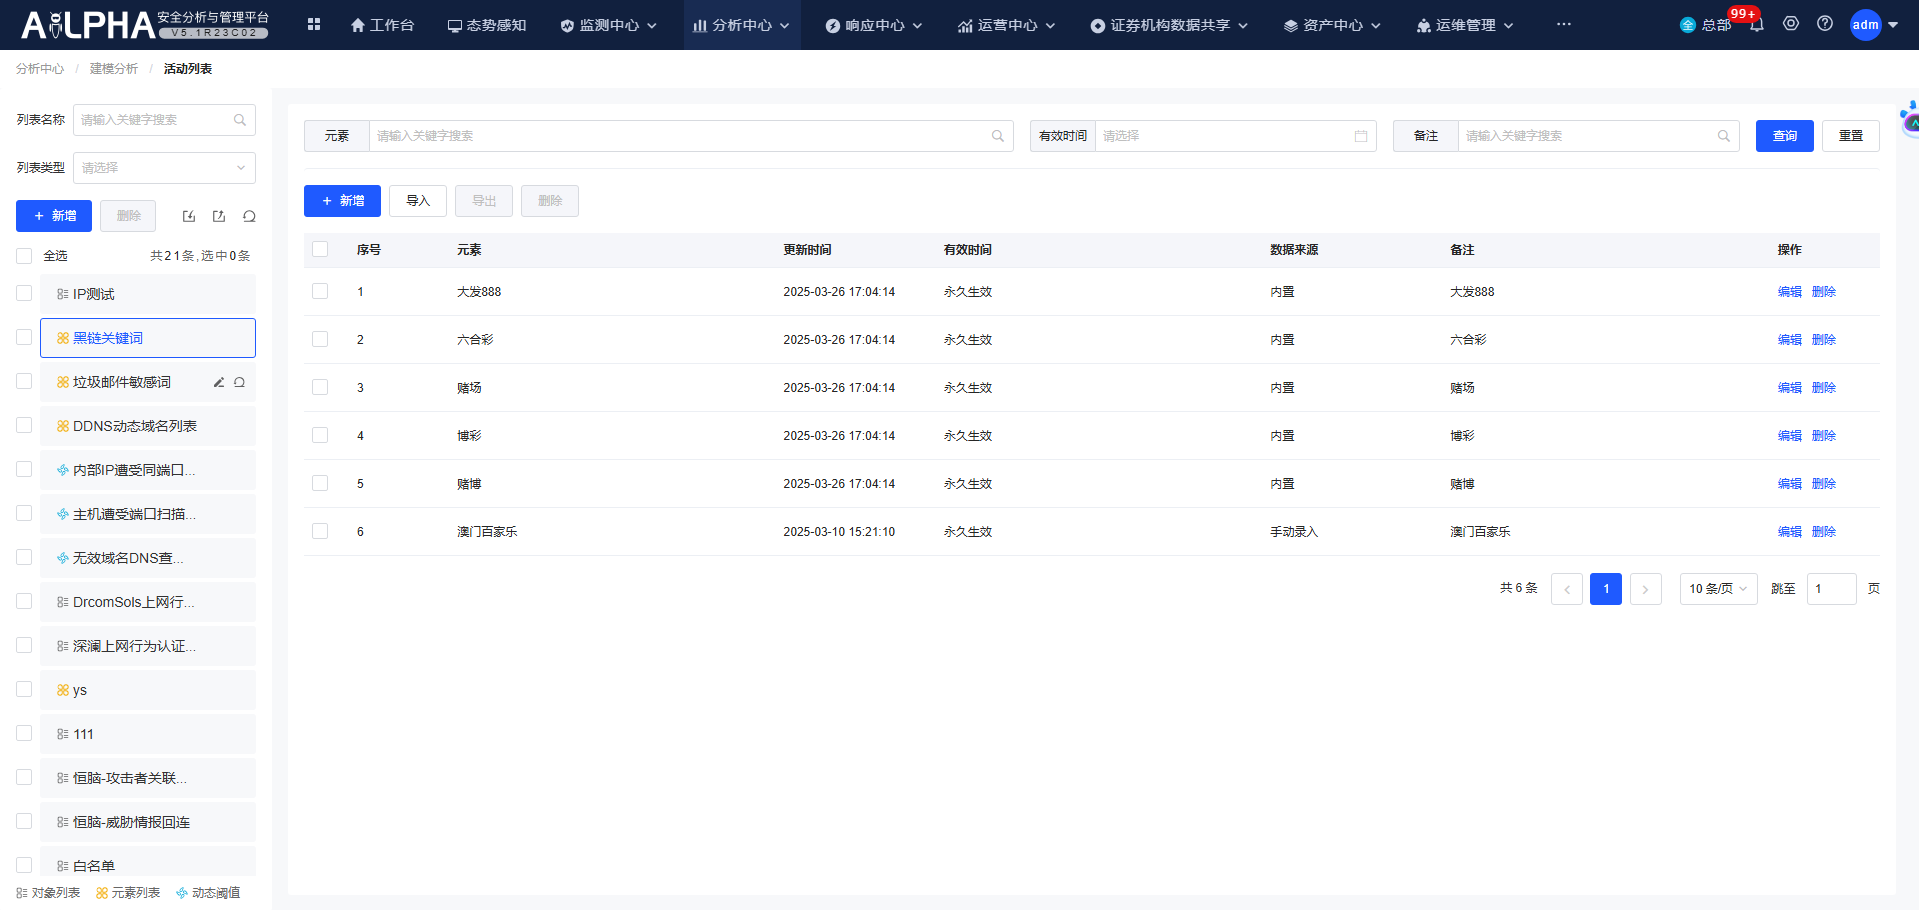 AiLPHA 安全分析与管理平台
V5.1R23C02
工作台 态势感知 监测中心 分析中心 响应中心 运营中心 证券机构数据共享 资产中心 运维管理 ... 全 总部 99+ adm
分析中心 / 建模分析 / 活动列表
列表名称 请输入关键字搜索
列表类型 请选择
+ 新增 删除
全选 共21条,选中0条
IP测试
黑链关键词
垃圾邮件敏感词
DDNS动态域名列表
内部IP遭受同端口...
主机遭受端口扫描...
无效域名DNS查...
DrcomSols上网行...
深澜上网行为认证...
ys
111
恒脑-攻击者关联...
恒脑-威胁情报回连
白名单
对象列表 元素列表 动态阈值
元素 请输入关键字搜索 有效时间 请选择 备注 请输入关键字搜索 查询 重置
+ 新增 导入 导出 删除
序号 元素 更新时间 有效时间 数据来源 备注 操作
1 大发888 2025-03-26 17:04:14 永久生效 内置 大发888 编辑 删除
2 六合彩 2025-03-26 17:04:14 永久生效 内置 六合彩 编辑 删除
3 赌场 2025-03-26 17:04:14 永久生效 内置 赌场 编辑 删除
4 博彩 2025-03-26 17:04:14 永久生效 内置 博彩 编辑 删除
5 赌博 2025-03-26 17:04:14 永久生效 内置 赌博 编辑 删除
6 澳门百家乐 2025-03-10 15:21:10 永久生效 手动录入 澳门百家乐 编辑 删除
共 6 条 < 1 > 10 条/页 跳至 1 页